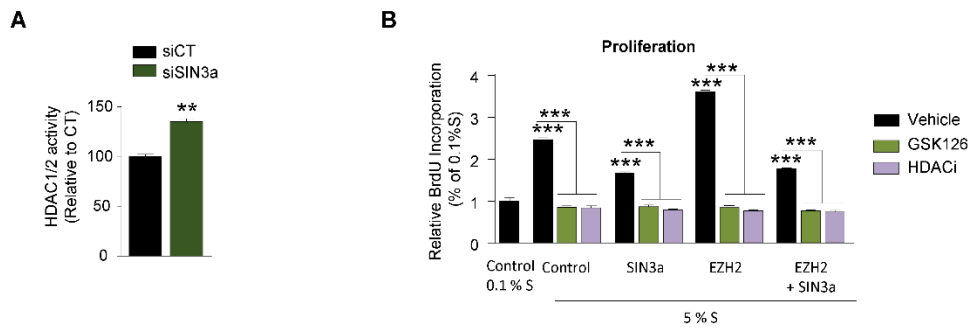 A
siCT
siSIN3a
HDAC1/2 activity
(Relative to CT)
150
100
50
0
**
B
Proliferation
Relative BrdU Incorporation
(% of 0.1%S)
4
3
2
1
0
***
***
***
***
***
***
***
***
Vehicle
GSK126
HDACi
Control
0.1 % S
Control
SIN3a
EZH2
EZH2
+ SIN3a
5 % S